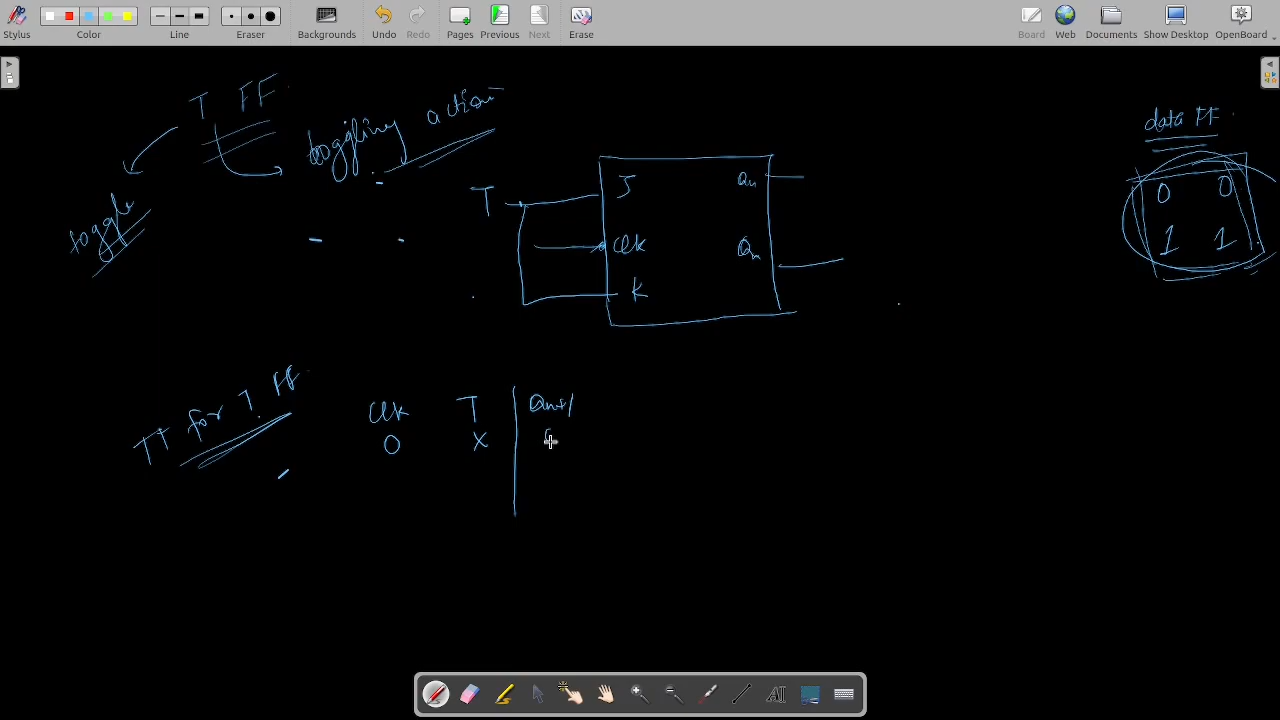 Stylus
Color
Line
Eraser
Backgrounds
Undo
Redo
Pages
Previous
Next
Erase
Board
Web
Documents
Show Desktop
OpenBoard
T FF
toggling action
toggle
data FF
0 0
1 1
T
J
Qn
Clk
Qn
K
TT for T FF
Clk T Qn+1
0 X
AI